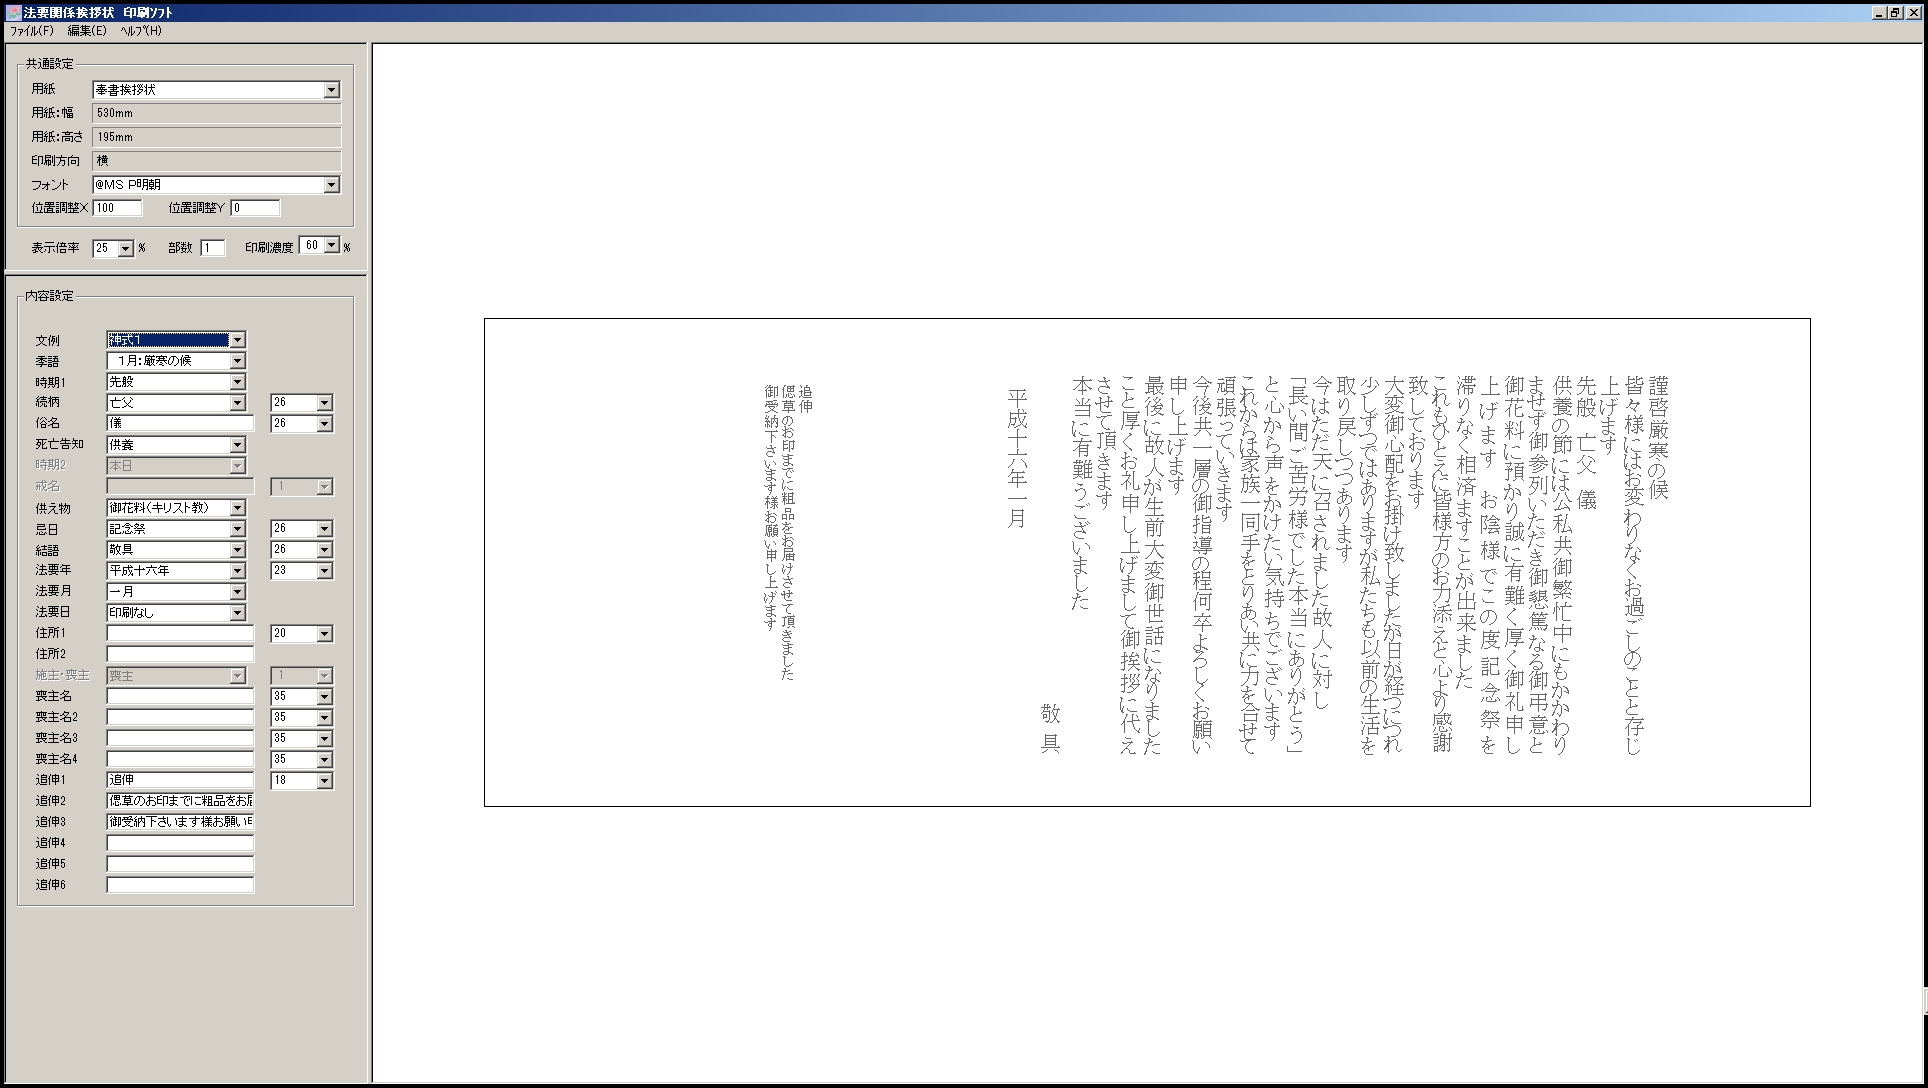 法要関係挨拶状 印刷ソフト
ファイル(F) 編集(E) ヘルプ(H)
共通設定
用紙 奉書挨拶状
用紙:幅 530mm
用紙:高さ 195mm
印刷方向 横
フォント @MS P明朝
位置調整X 100 位置調整Y 0
表示倍率 25 % 部数 1 印刷濃度 60 %
内容設定
文例 神式1
季語 1月:厳寒の候
時期1 先般
続柄 亡父 26
俗名 儀 26
死亡告知 供養
時期2 本日
戒名 1
供え物 御花料(キリスト教)
忌日 記念祭 26
結語 敬具 26
法要年 平成十六年 23
法要月 一月
法要日 印刷なし
住所1 20
住所2
施主・喪主 喪主 1
喪主名 35
喪主名2 35
喪主名3 35
喪主名4 35
追伸1 追伸 18
追伸2 偲草のお印までに粗品をお届
追伸3 御受納下さいます様お願い申
追伸4
追伸5
追伸6
謹啓厳寒の候
皆々様にはお変わりなくお過ごしのことと存じ
上げます
先般 亡父 儀
供養の節には公私共御繁忙中にもかかわり
ませず御参列いただき御懇篤なる御弔意と
御花料に預かり誠に有難く厚く御礼申し
上げます お陰様でこの度記念祭を
滞りなく相済ますことが出来ました
これもひとえに皆様方のお力添えと心より感謝
致しております
大変御心配をお掛け致しましたが日が経つにつれ
少しずつではありますが私たちも以前の生活を
取り戻しつつあります
今はただ天に召されました故人に対し
「長い間ご苦労様でした本当にありがとう」
と心から声をかけたい気持ちでございます
これからは家族一同手をとりあい共に力を合せて
頑張っていきます
今後共一層の御指導の程何卒よろしくお願い
申し上げます
最後に故人が生前大変御世話になりました
こと厚くお礼申し上げまして御挨拶に代え
させて頂きます
本当に有難うございました
敬具
平成十六年一月
追伸
偲草のお印までに粗品をお届けさせて頂きました
御受納下さいます様お願い申し上げます